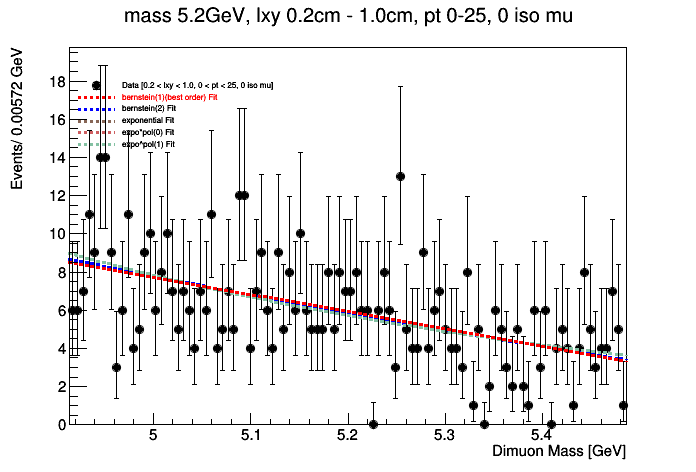 mass 5.2GeV, lxy 0.2cm - 1.0cm, pt 0-25, 0 iso mu
Events/ 0.00572 GeV
18
16
14
12
10
8
6
4
2
0
Data [0.2 < lxy < 1.0, 0 < pt < 25, 0 iso mu]
bernstein(1)(best order) Fit
bernstein(2) Fit
exponential Fit
expo*pol(0) Fit
expo*pol(1) Fit
5 5.1 5.2 5.3 5.4
Dimuon Mass [GeV]